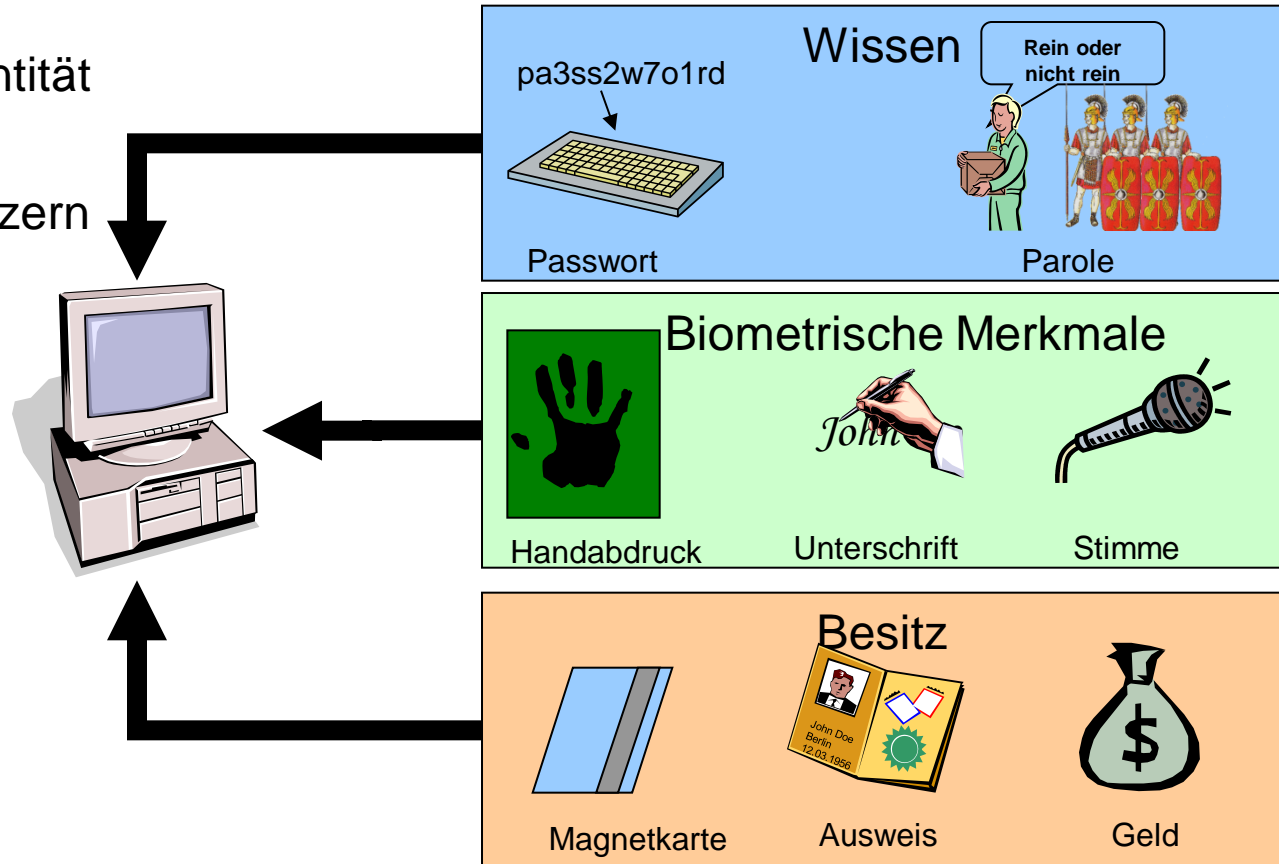 ntität
zern
Wissen
Rein oder
nicht rein
pa3ss2w7o1rd
Passwort
Parole
Biometrische Merkmale
John
Handabdruck
Unterschrift
Stimme
Besitz
John Doe
Berlin
12.03.1956
$
Magnetkarte
Ausweis
Geld